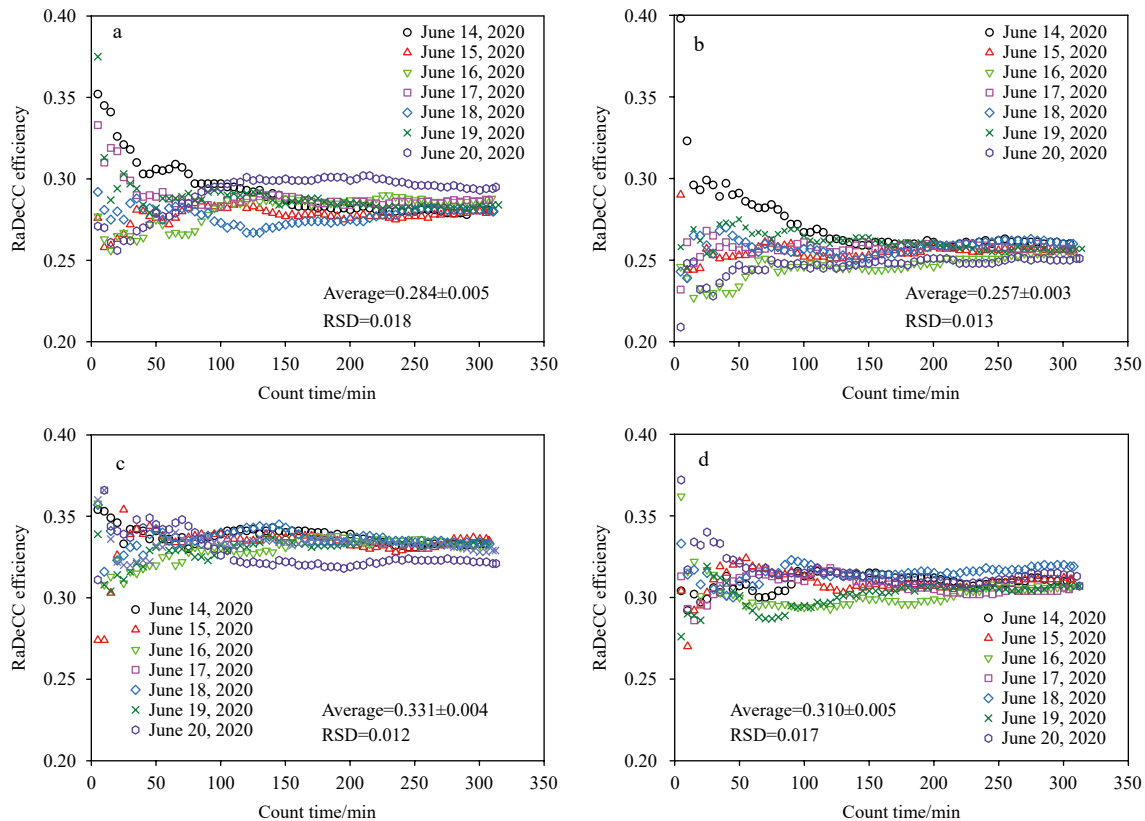 a
0.40
0.35
0.30
0.25
0.20
RaDeCC efficiency
June 14, 2020
June 15, 2020
June 16, 2020
June 17, 2020
June 18, 2020
June 19, 2020
June 20, 2020
Average=0.284±0.005
RSD=0.018
0 50 100 150 200 250 300 350
Count time/min
b
0.40
0.35
0.30
0.25
0.20
RaDeCC efficiency
June 14, 2020
June 15, 2020
June 16, 2020
June 17, 2020
June 18, 2020
June 19, 2020
June 20, 2020
Average=0.257±0.003
RSD=0.013
0 50 100 150 200 250 300 350
Count time/min
c
0.40
0.35
0.30
0.25
0.20
RaDeCC efficiency
June 14, 2020
June 15, 2020
June 16, 2020
June 17, 2020
June 18, 2020
June 19, 2020
June 20, 2020
Average=0.331±0.004
RSD=0.012
0 50 100 150 200 250 300 350
Count time/min
d
0.40
0.35
0.30
0.25
0.20
RaDeCC efficiency
June 14, 2020
June 15, 2020
June 16, 2020
June 17, 2020
June 18, 2020
June 19, 2020
June 20, 2020
Average=0.310±0.005
RSD=0.017
0 50 100 150 200 250 300 350
Count time/min